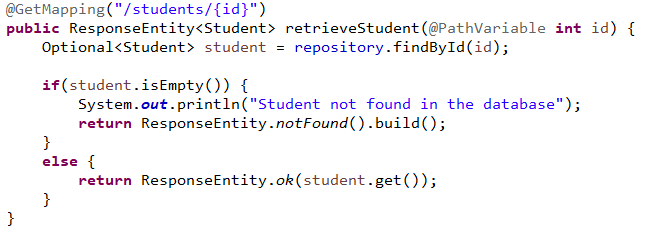 @GetMapping("/students/{id}")
public ResponseEntity<Student> retrieveStudent(@PathVariable int id) {
    Optional<Student> student = repository.findById(id);

    if(student.isEmpty()) {
        System.out.println("Student not found in the database");
        return ResponseEntity.notFound().build();
    }
    else {
        return ResponseEntity.ok(student.get());
    }
}